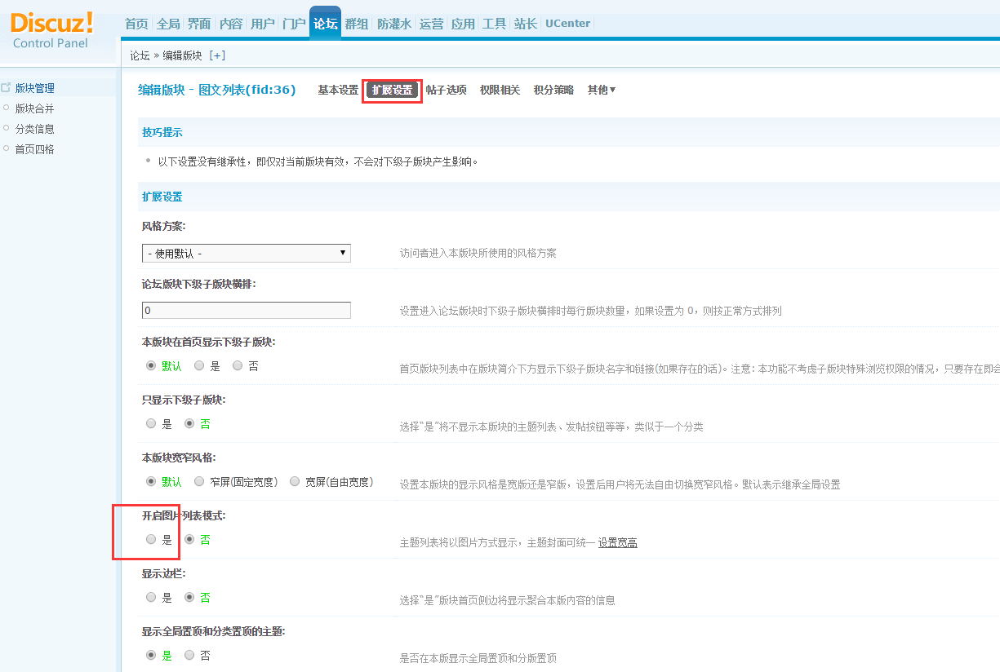 Discuz!
Control Panel
首页 全局 界面 内容 用户 门户 论坛 群组 防灌水 运营 应用 工具 站长 UCenter
论坛 » 编辑版块 [+]
版块管理
版块合并
分类信息
首页四格
编辑版块 - 图文列表(fid:36) 基本设置 扩展设置 帖子选项 权限相关 积分策略 其他▼
技巧提示
以下设置没有继承性，即仅对当前版块有效，不会对下级子版块产生影响。
扩展设置
风格方案:
- 使用默认 - 访问者进入本版块所使用的风格方案
论坛版块下级子版块横排:
0 设置进入论坛版块时下级子版块横排时每行版块数量，如果设置为 0，则按正常方式排列
本版块在首页显示下级子版块:
默认 是 否 首页版块列表中在版块简介下方显示下级子版块名字和链接(如果存在的话)。注意: 本功能不考虑子版块特殊浏览权限的情况，只要存在即会
只显示下级子版块:
是 否 选择“是”将不显示本版块的主题列表、发帖按钮等等，类似于一个分类
本版块宽窄风格:
默认 窄屏(固定宽度) 宽屏(自由宽度) 设置本版块的显示风格是宽版还是窄版，设置后用户将无法自由切换宽窄风格。默认表示继承全局设置
开启图片列表模式:
是 否 主题列表将以图片方式显示，主题封面可统一 设置宽高
显示边栏:
是 否 选择“是”版块首页侧边将显示聚合本版内容的信息
显示全局置顶和分类置顶的主题:
是 否 是否在本版显示全局置顶和分版置顶